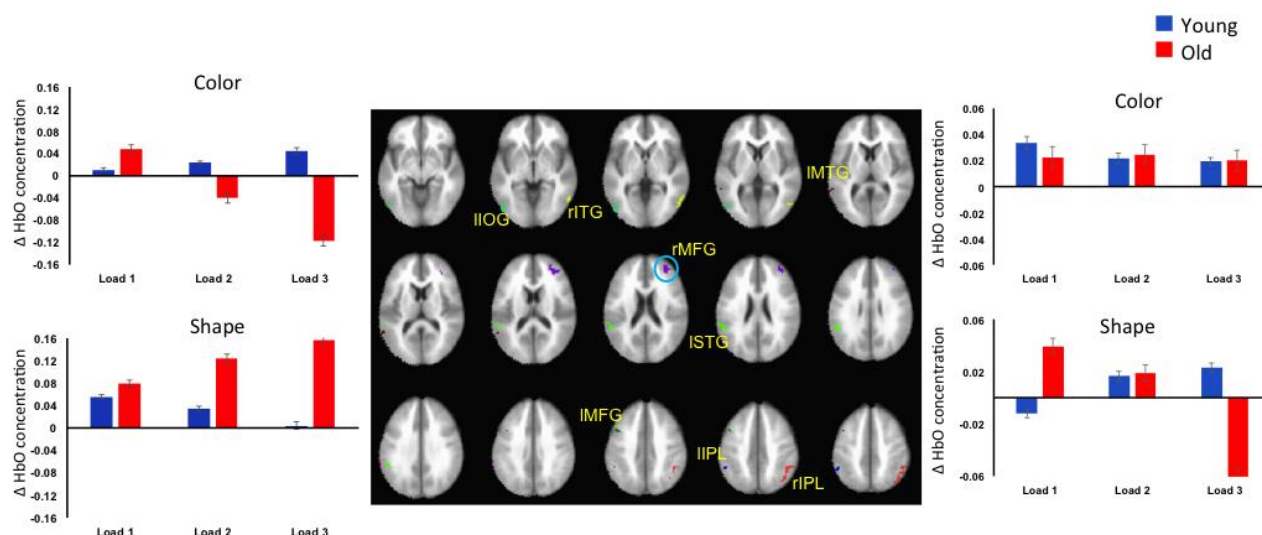 Young
Old
Color
Δ HbO concentration
0.16
0.12
0.08
0.04
0
-0.04
-0.08
-0.12
-0.16
Load 1
Load 2
Load 3
Shape
Δ HbO concentration
0.16
0.12
0.08
0.04
0
-0.04
-0.08
-0.12
-0.16
Load 1
Load 2
Load 3
lMTG
lIOG
rITG
rMFG
lSTG
lMFG
lIPL
rIPL
Color
Δ HbO concentration
0.06
0.04
0.02
0
-0.02
-0.04
-0.06
Load 1
Load 2
Load 3
Shape
Δ HbO concentration
0.06
0.02
-0.02
-0.06
Load 1
Load 2
Load 3